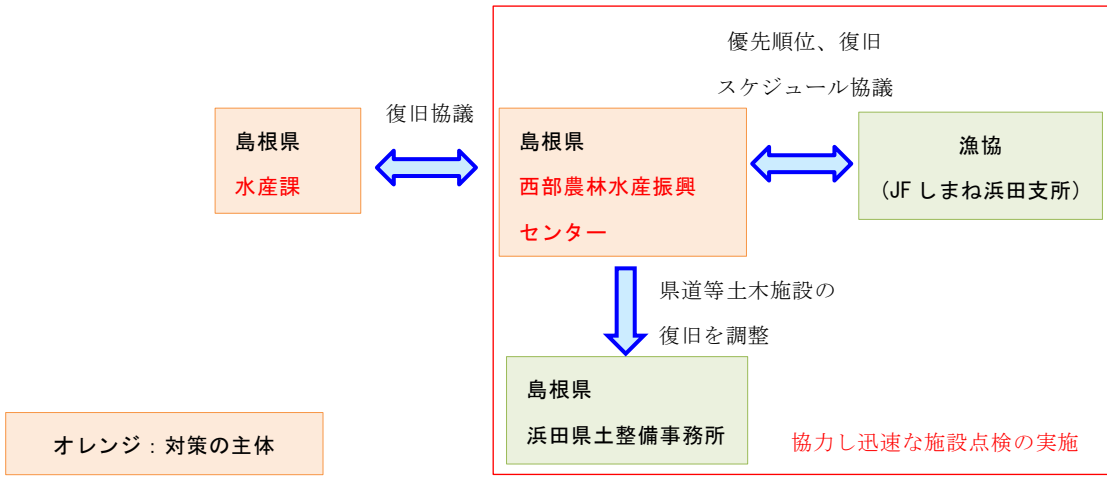 優先順位、復旧
スケジュール協議
復旧協議
島根県
水産課
島根県
西部農林水産振興
センター
漁協
（JF しまね浜田支所）
県道等土木施設の
復旧を調整
島根県
浜田県土整備事務所
オレンジ：対策の主体
協力し迅速な施設点検の実施